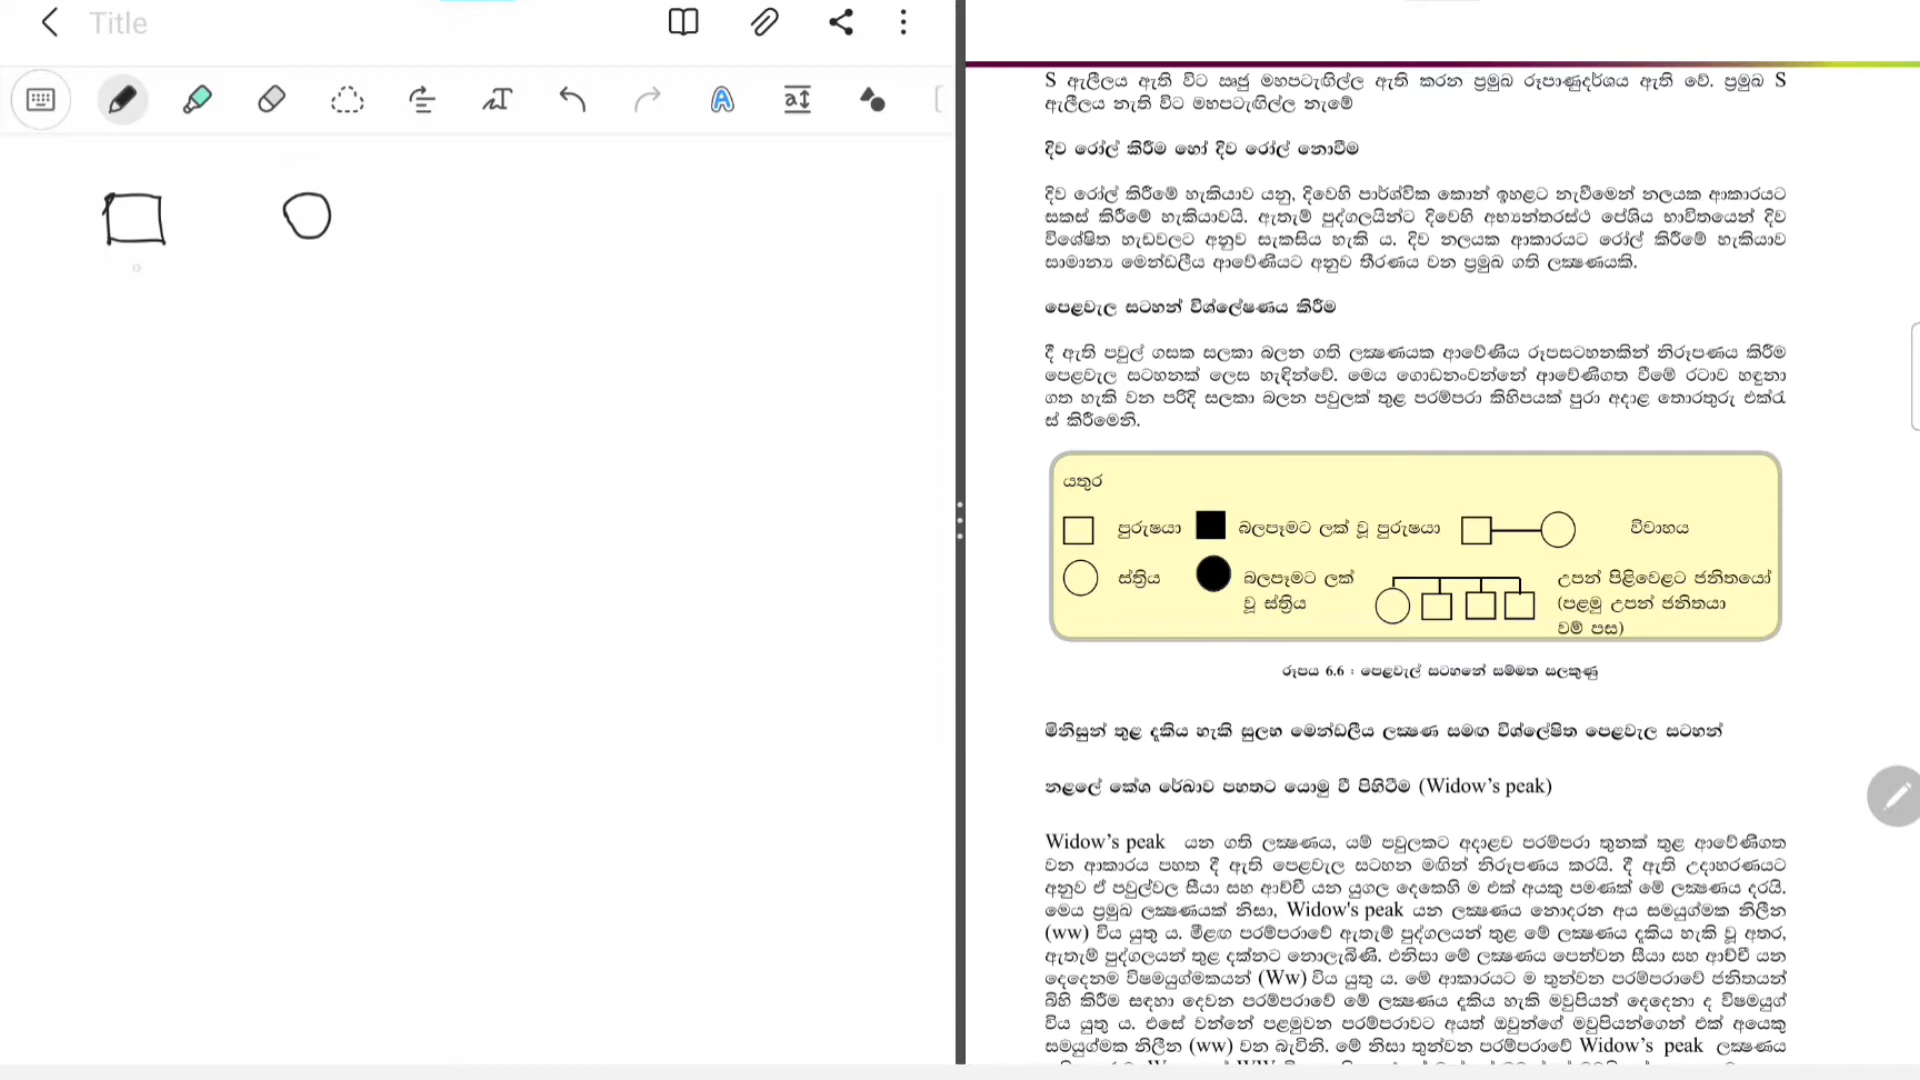 Title
S ඇලීලය ඇති විට ඍජු මහපටැඟිල්ල ඇති කරන ප්‍රමුඛ රූපාණුදර්ශය ඇති වේ. ප්‍රමුඛ S
ඇලීලය නැති විට මහපටැඟිල්ල නැමේ
දිව රෝල් කිරීම හෝ දිව රෝල් නොවීම
දිව රෝල් කිරීමේ හැකියාව යනු, දිවෙහි පාර්ශ්වික කොන් ඉහළට නැවීමෙන් නලයක ආකාරයට
සකස් කිරීමේ හැකියාවයි. ඇතැම් පුද්ගලයින්ට දිවෙහි අභ්‍යන්තරස්ථ පේශිය භාවිතයෙන් දිව
විශේෂිත හැඩවලට අනුව සැකසිය හැකි ය. දිව නලයක ආකාරයට රෝල් කිරීමේ හැකියාව
සාමාන්‍ය මෙන්ඩලීය ආවේණියට අනුව තීරණය වන ප්‍රමුඛ ගති ලක්‍ෂණයකි.
පෙළවැල සටහන් විශ්ලේෂණය කිරීම
දී ඇති පවුල් ගසක සලකා බලන ගති ලක්‍ෂණයක ආවේණිය රූපසටහනකින් නිරූපණය කිරීම
පෙළවැල සටහනක් ලෙස හැඳින්වේ. මෙය ගොඩනංවන්නේ ආවේණිගත වීමේ රටාව හඳුනා
ගත හැකි වන පරිදි සලකා බලන පවුලක් තුළ පරම්පරා කිහිපයක් පුරා අදාළ තොරතුරු එක්රැ
ස් කිරීමෙනි.
යතුර
පුරුෂයා බලපෑමට ලක් වූ පුරුෂයා විවාහය
ස්ත්‍රිය බලපෑමට ලක් වූ ස්ත්‍රිය උපන් පිළිවෙළට ජනිතයෝ
(පළමු උපන් ජනිතයා
වම් පස)
රූපය 6.6 : පෙළවැල් සටහනේ සම්මත සලකුණු
මිනිසුන් තුළ දැකිය හැකි සුලභ මෙන්ඩලීය ලක්‍ෂණ සමඟ විශ්ලේෂිත පෙළවැල සටහන්
නළලේ කේශ රේඛාව පහතට යොමු වී පිහිටීම (Widow’s peak)
Widow’s peak යන ගති ලක්‍ෂණය, යම් පවුලකට අදාළව පරම්පරා තුනක් තුළ ආවේණිගත
වන ආකාරය පහත දී ඇති පෙළවැල සටහන මඟින් නිරූපණය කරයි. දී ඇති උදාහරණයට
අනුව ඒ පවුල්වල සීයා සහ ආච්චි යන යුගල දෙකෙහි ම එක් අයකු පමණක් මේ ලක්‍ෂණය දරයි.
මෙය ප්‍රමුඛ ලක්‍ෂණයක් නිසා, Widow's peak යන ලක්‍ෂණය නොදරන අය සමයුග්මක නිලීන
(ww) විය යුතු ය. මීළඟ පරම්පරාවේ ඇතැම් පුද්ගලයන් තුළ මේ ලක්‍ෂණය දැකිය හැකි වූ අතර,
ඇතැම් පුද්ගලයන් තුළ දක්නට නොලැබිණි. එනිසා මේ ලක්‍ෂණය පෙන්වන සීයා සහ ආච්චි යන
දෙදෙනම විෂමයුග්මකයන් (Ww) විය යුතු ය. මේ ආකාරයට ම තුන්වන පරම්පරාවේ ජනිතයන්
බිහි කිරීම සඳහා දෙවන පරම්පරාවේ මේ ලක්‍ෂණය දැකිය හැකි මවුපියන් දෙදෙනා ද විෂමයුග්
විය යුතු ය. එසේ වන්නේ පළමුවන පරම්පරාවට අයත් ඔවුන්ගේ මවුපියන්ගෙන් එක් අයෙකු
සමයුග්මක නිලීන (ww) වන බැවිනි. මේ නිසා තුන්වන පරම්පරාවේ Widow’s peak ලක්‍ෂණය